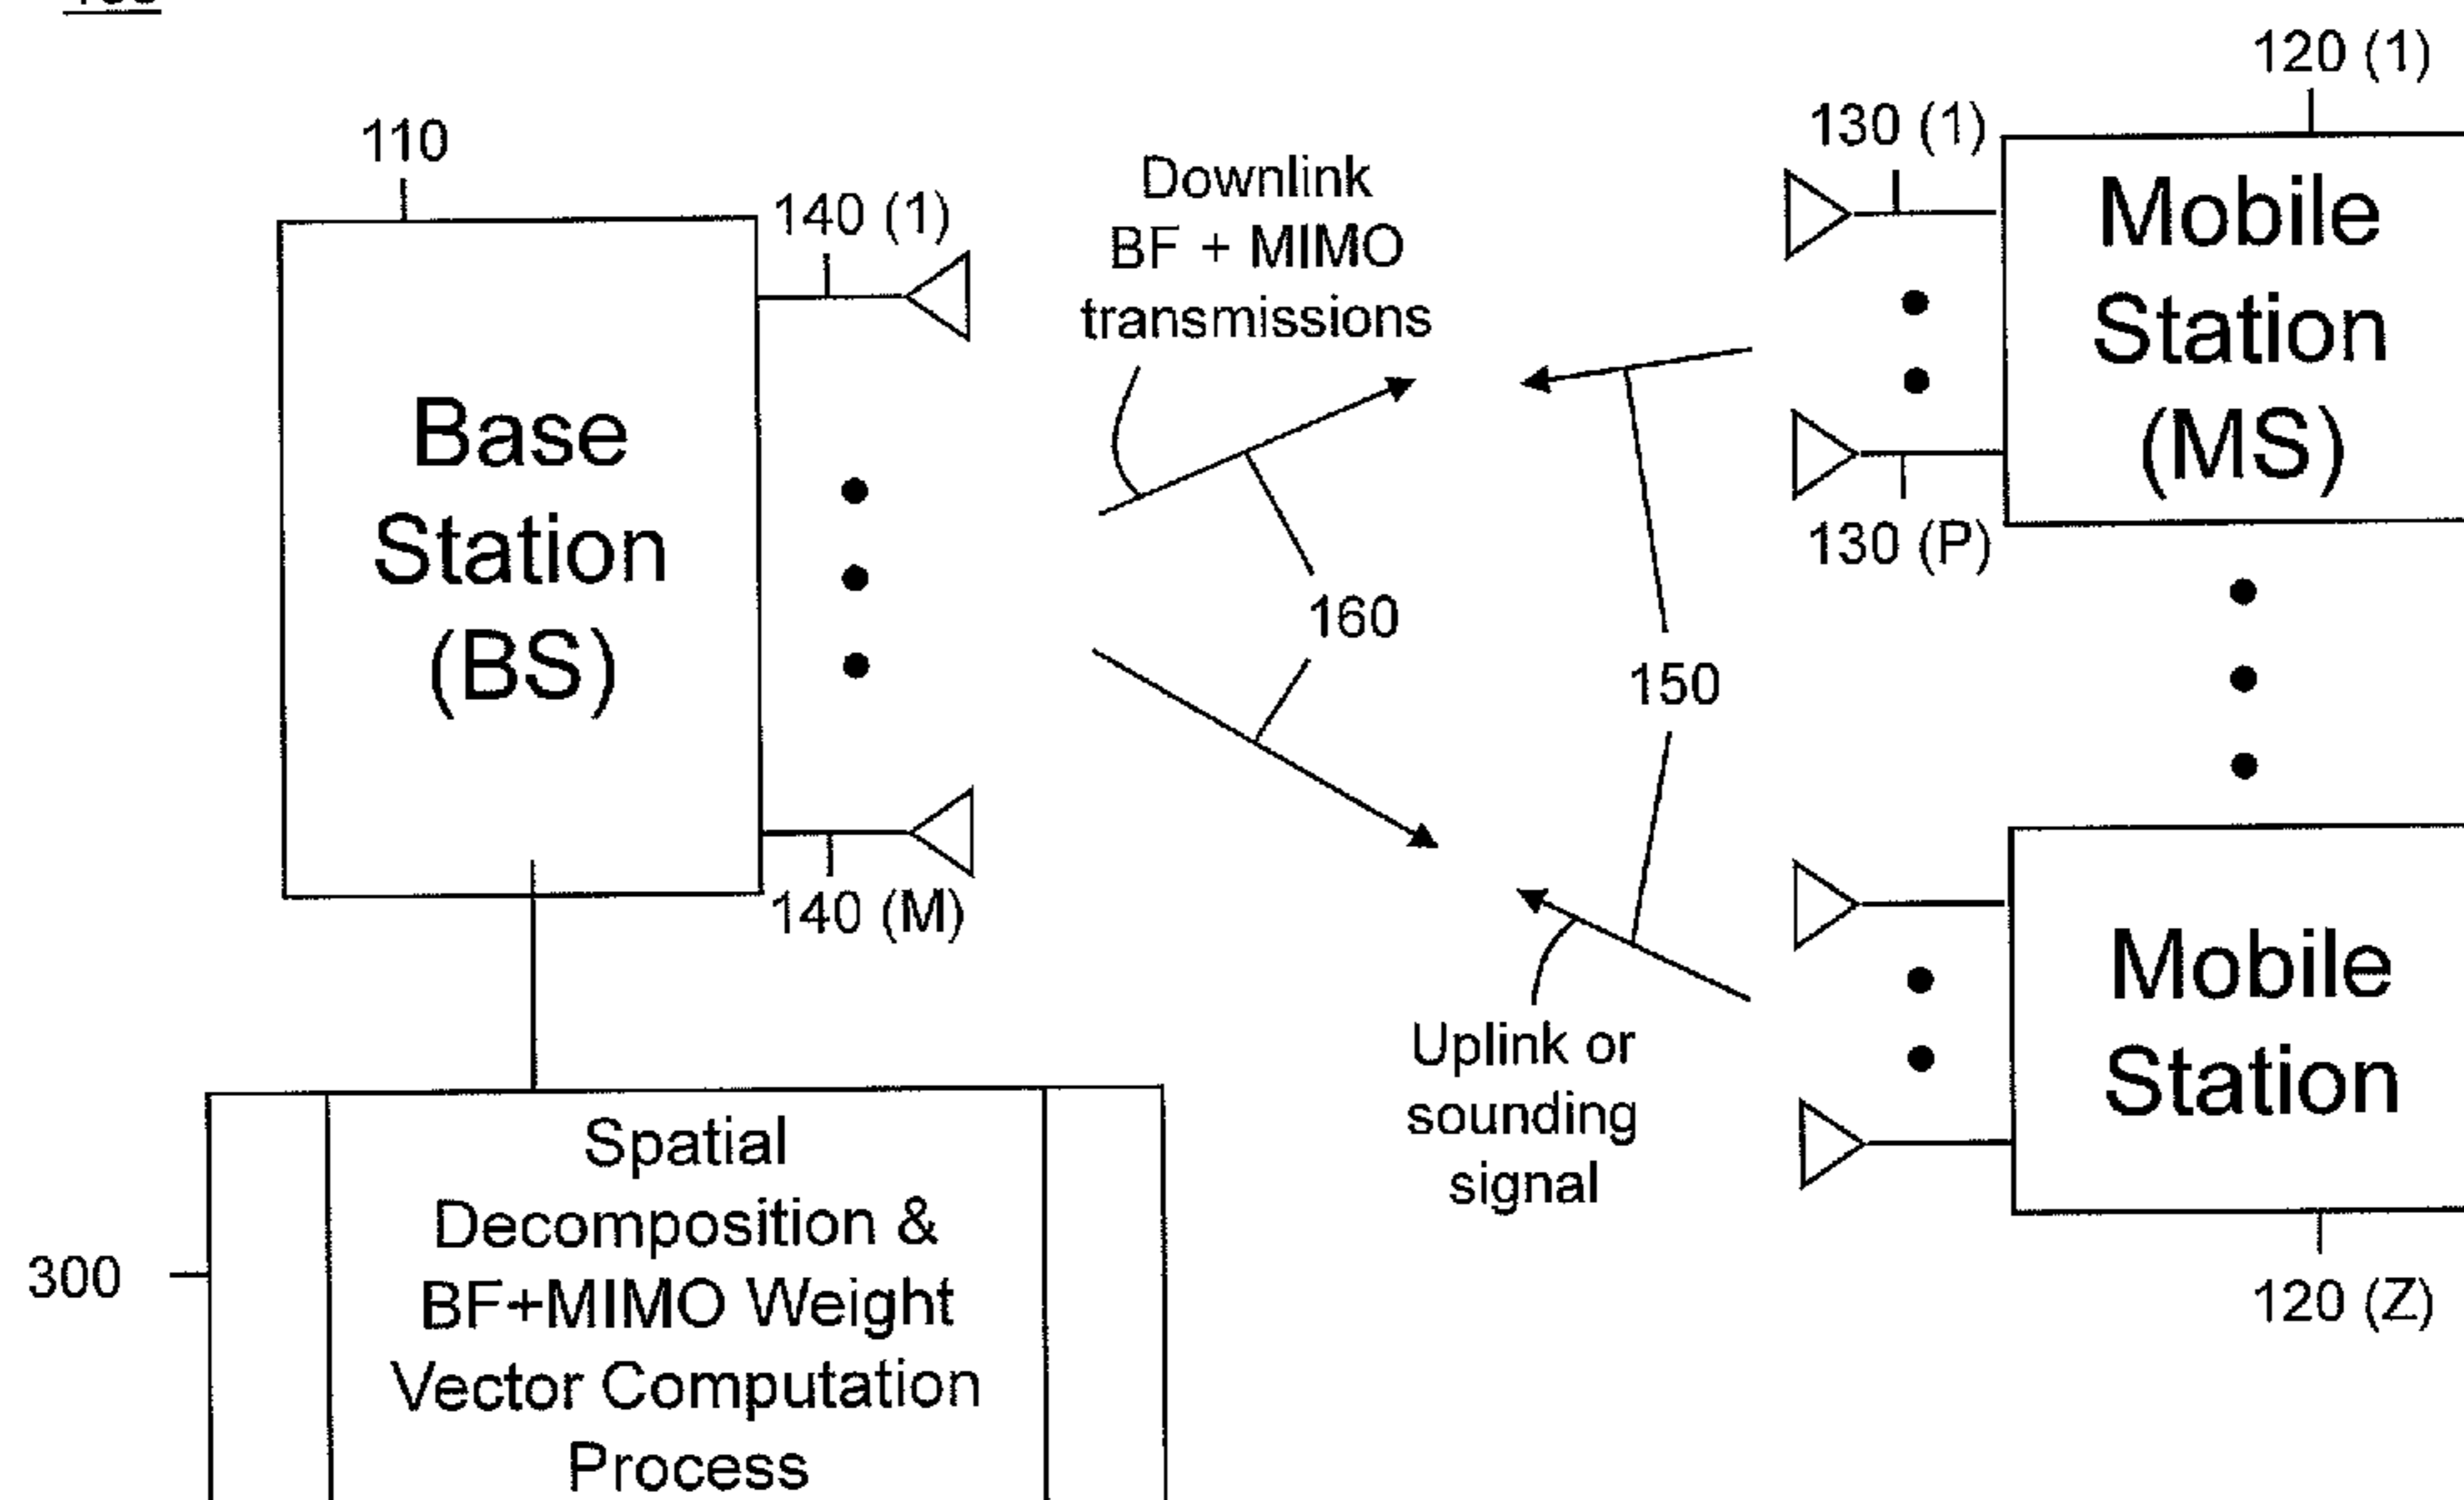 120 (1)
110
130 (1)
Downlink
BF + MIMO
transmissions
140 (1)
Mobile
Station
(MS)
Base
Station
(BS)
130 (P)
160
150
140 (M)
Mobile
Station
Uplink or
sounding
signal
120 (Z)
300
Spatial
Decomposition &
BF+MIMO Weight
Vector Computation
Process